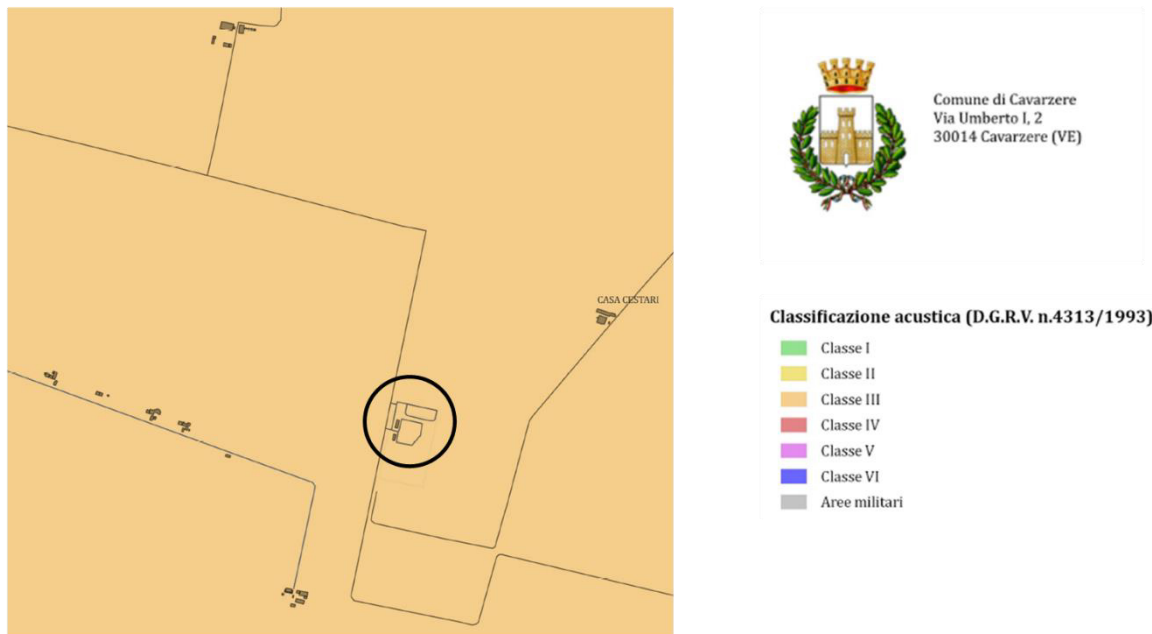 Comune di Cavarzere
Via Umberto I, 2
30014 Cavarzere (VE)
CASA CESTARI
Classificazione acustica (D.G.R.V. n.4313/1993)
Classe I
Classe II
Classe III
Classe IV
Classe V
Classe VI
Aree militari